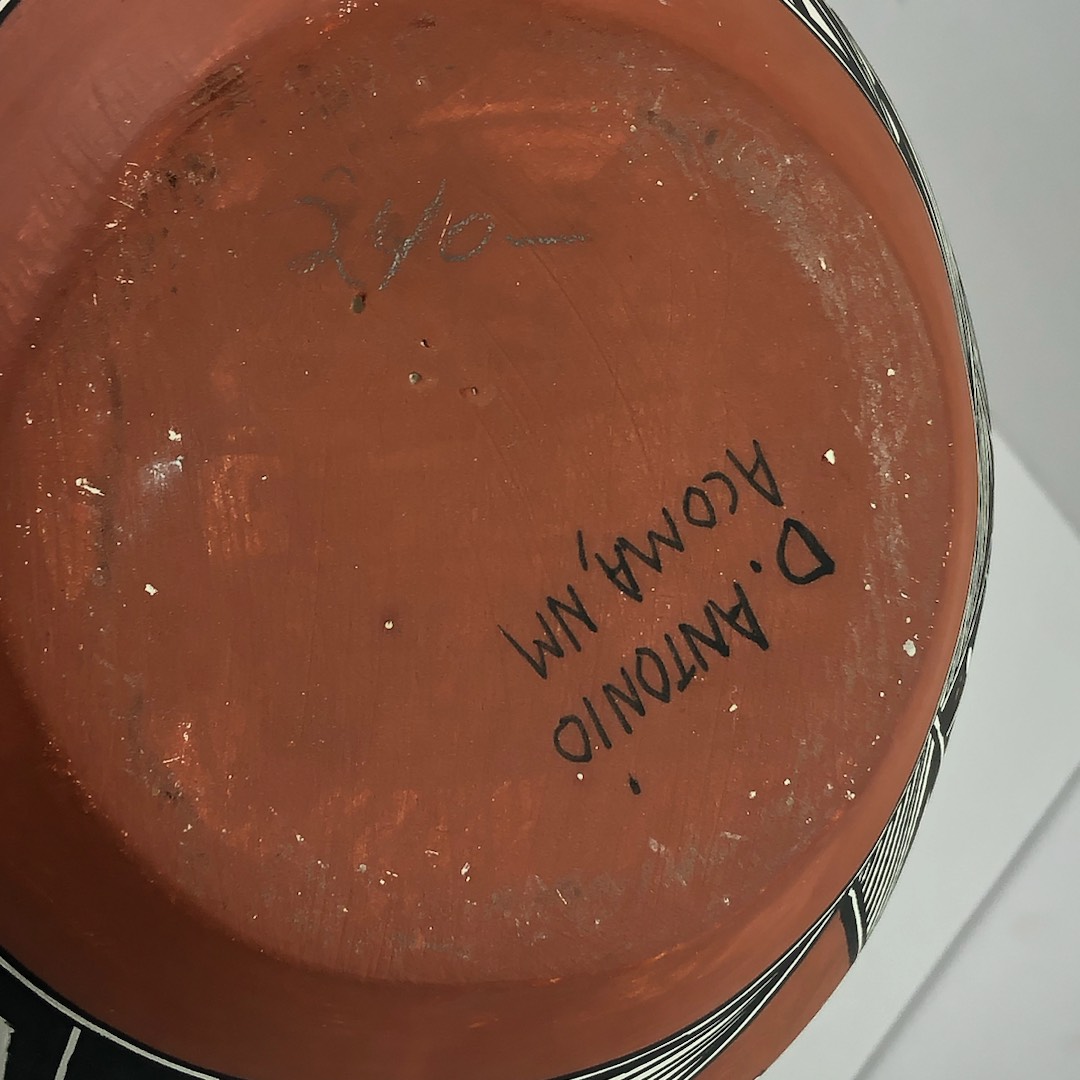 240—
D. ANTONIO
ACOMA, NM